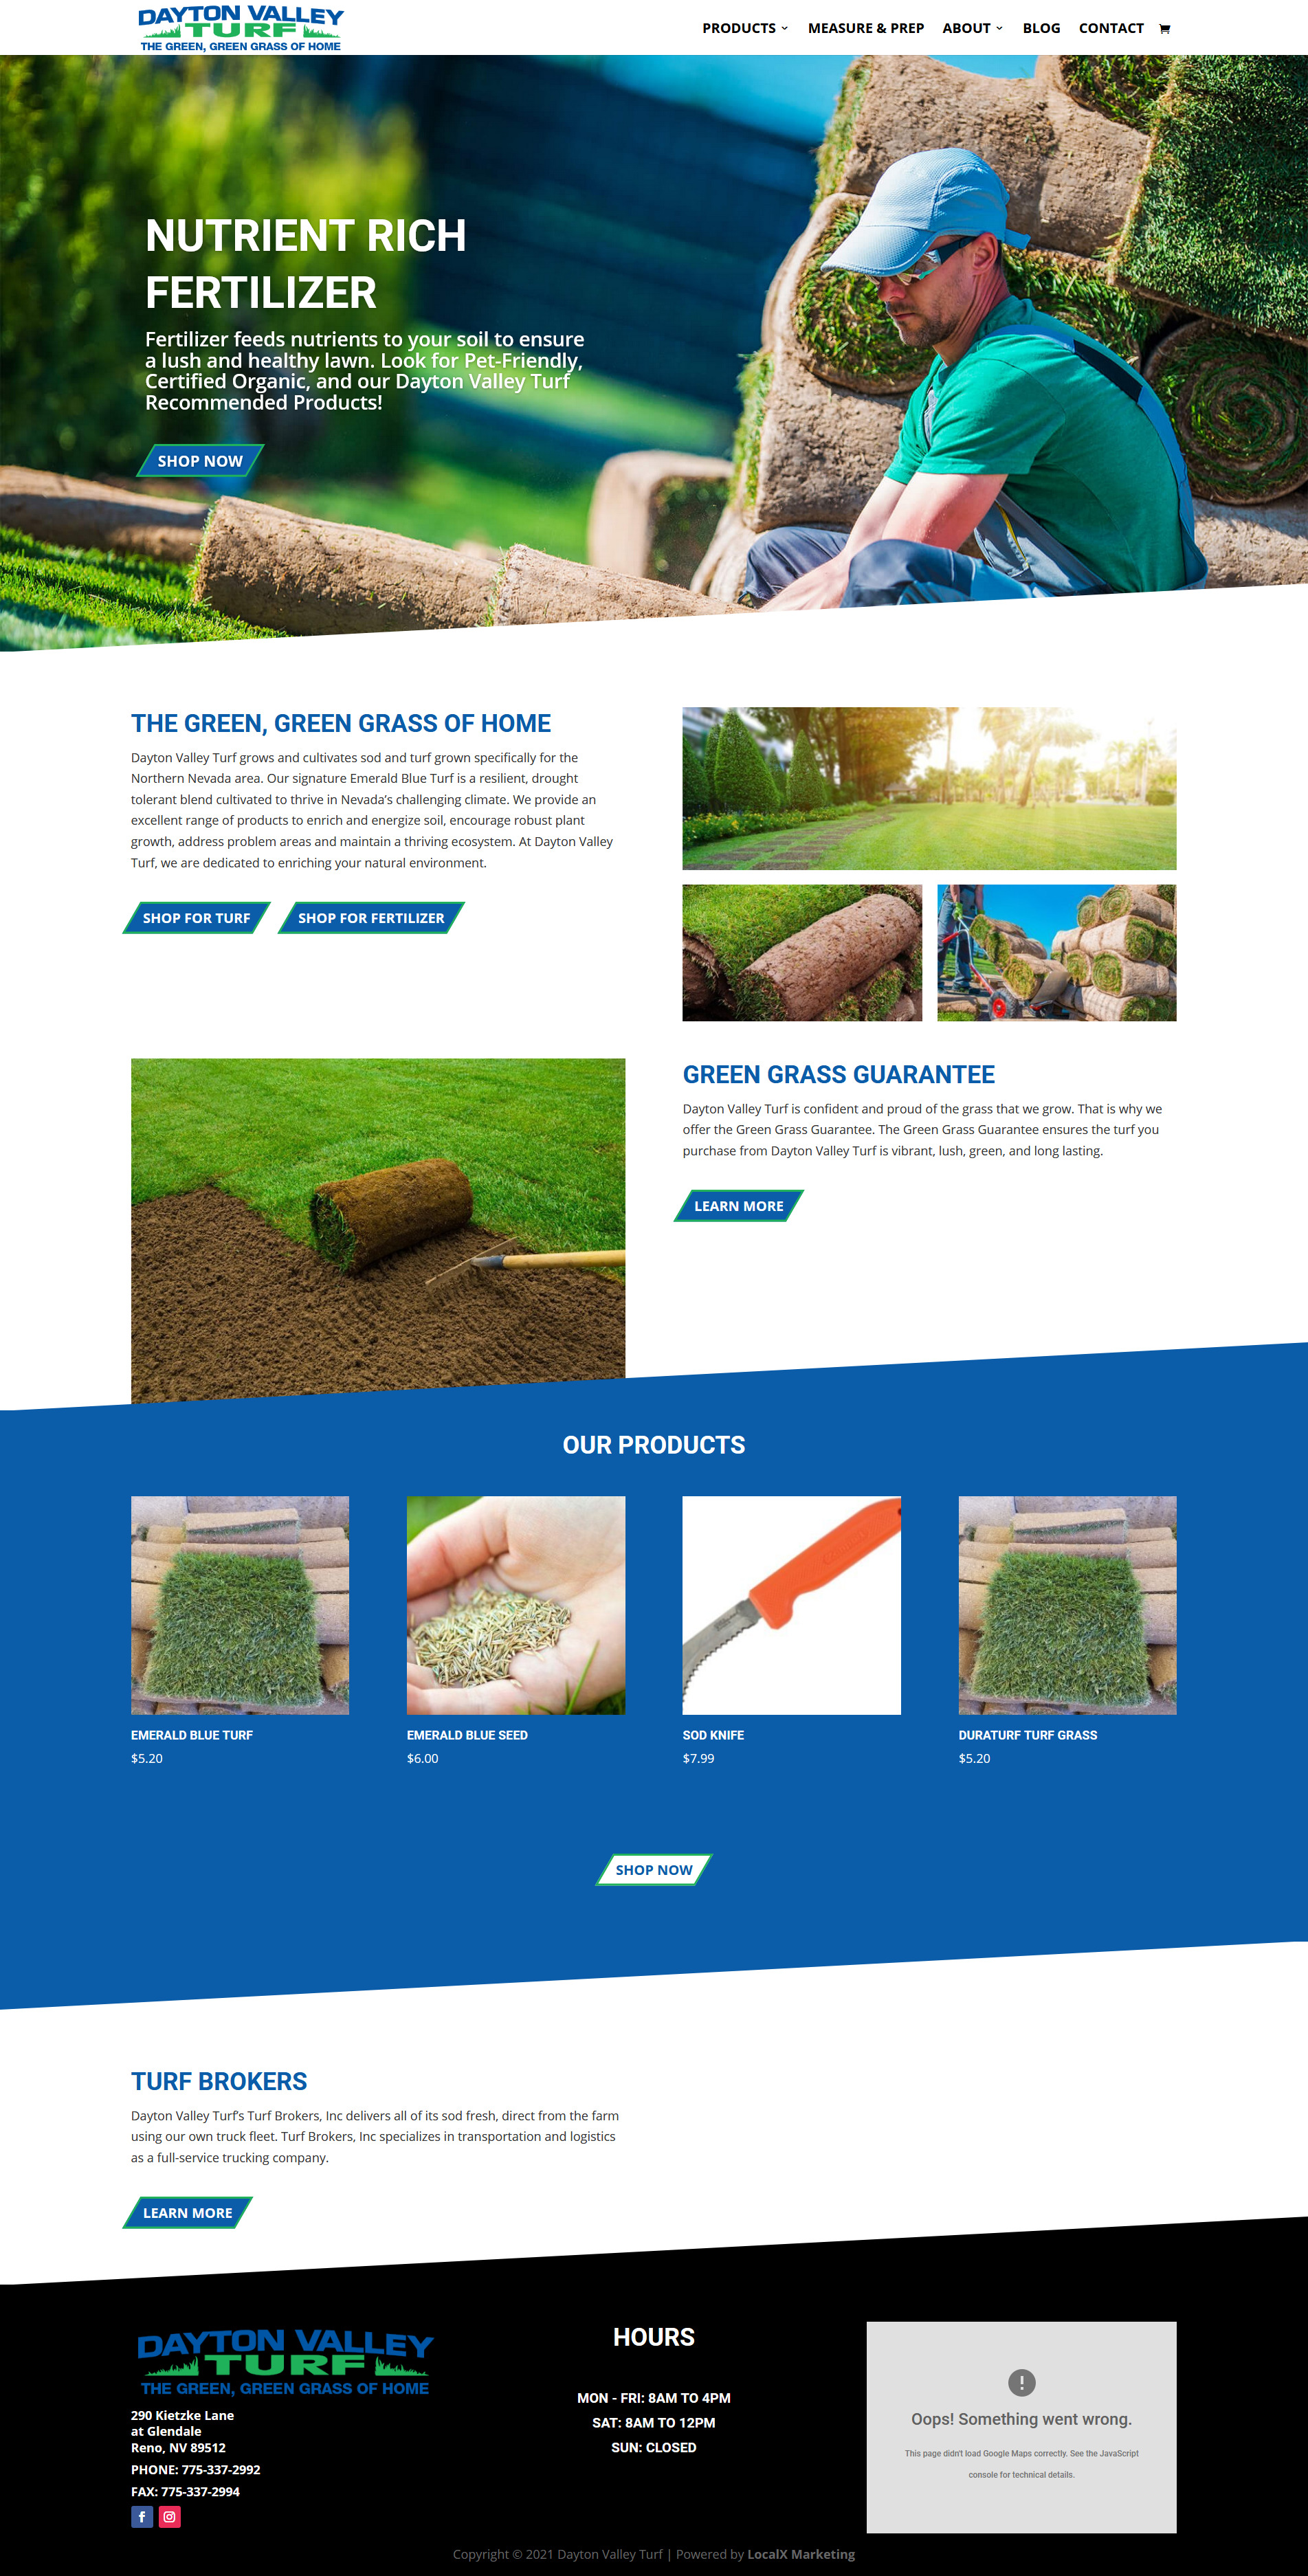 DAYTON VALLEY
TURF
THE GREEN, GREEN GRASS OF HOME
PRODUCTS
MEASURE & PREP
ABOUT
BLOG
CONTACT
NUTRIENT RICH
FERTILIZER
Fertilizer feeds nutrients to your soil to ensure
a lush and healthy lawn. Look for Pet-Friendly,
Certified Organic, and our Dayton Valley Turf
Recommended Products!
SHOP NOW
THE GREEN, GREEN GRASS OF HOME
Dayton Valley Turf grows and cultivates sod and turf grown specifically for the
Northern Nevada area. Our signature Emerald Blue Turf is a resilient, drought
tolerant blend cultivated to thrive in Nevada’s challenging climate. We provide an
excellent range of products to enrich and energize soil, encourage robust plant
growth, address problem areas and maintain a thriving ecosystem. At Dayton Valley
Turf, we are dedicated to enriching your natural environment.
SHOP FOR TURF
SHOP FOR FERTILIZER
GREEN GRASS GUARANTEE
Dayton Valley Turf is confident and proud of the grass that we grow. That is why we
offer the Green Grass Guarantee. The Green Grass Guarantee ensures the turf you
purchase from Dayton Valley Turf is vibrant, lush, green, and long lasting.
LEARN MORE
OUR PRODUCTS
EMERALD BLUE TURF
$5.20
EMERALD BLUE SEED
$6.00
SOD KNIFE
$7.99
DURATURF TURF GRASS
$5.20
SHOP NOW
TURF BROKERS
Dayton Valley Turf’s Turf Brokers, Inc delivers all of its sod fresh, direct from the farm
using our own truck fleet. Turf Brokers, Inc specializes in transportation and logistics
as a full-service trucking company.
LEARN MORE
DAYTON VALLEY
TURF
THE GREEN, GREEN GRASS OF HOME
290 Kietzke Lane
at Glendale
Reno, NV 89512
PHONE: 775-337-2992
FAX: 775-337-2994
HOURS
MON - FRI: 8AM TO 4PM
SAT: 8AM TO 12PM
SUN: CLOSED
Oops! Something went wrong.
This page didn't load Google Maps correctly. See the JavaScript
console for technical details.
Copyright © 2021 Dayton Valley Turf | Powered by LocalX Marketing